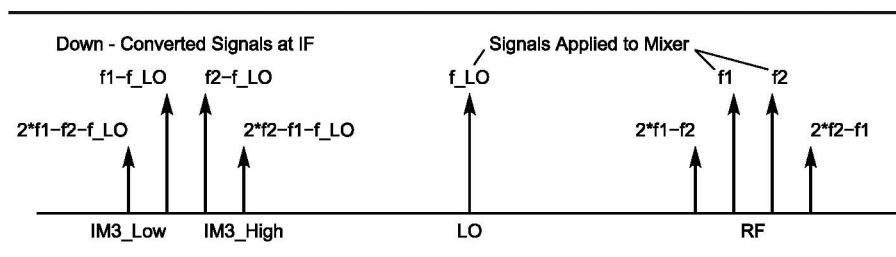 Down - Converted Signals at IF
Signals Applied to Mixer
f1−f_LO
f2−f_LO
f_LO
f1
f2
2*f1−f2−f_LO
2*f2−f1−f_LO
2*f1−f2
2*f2−f1
IM3_Low
IM3_High
LO
RF